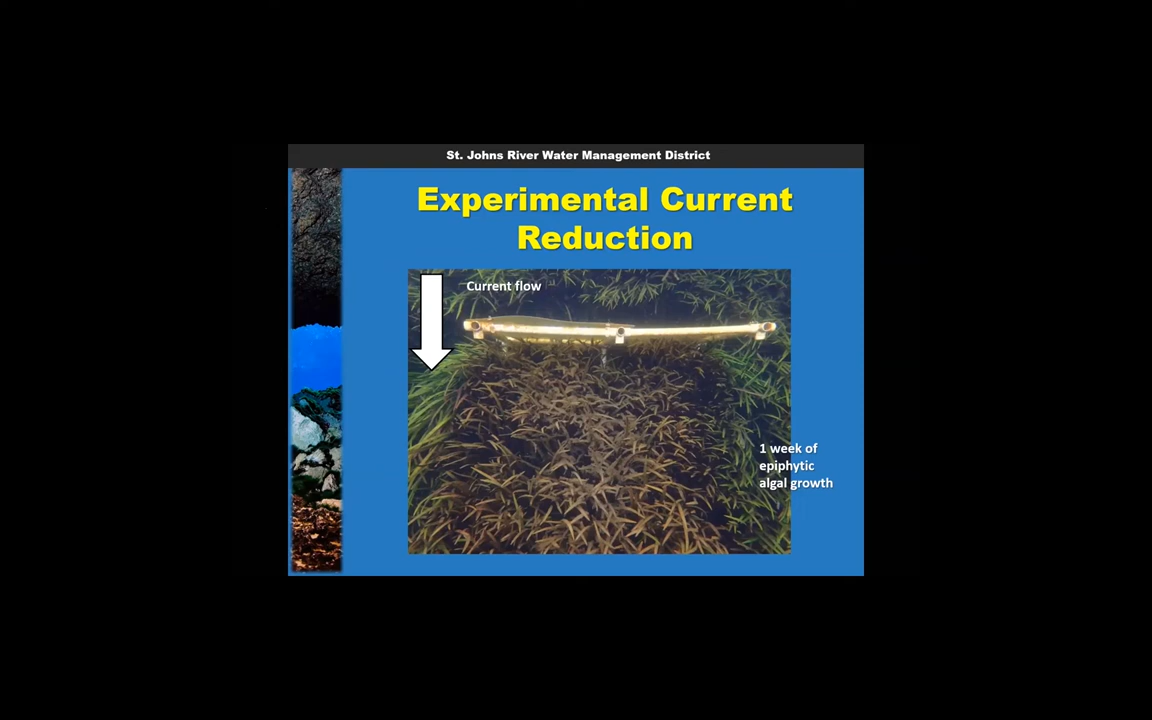 St. Johns River Water Management District
Experimental Current
Reduction
Current flow
1 week of
epiphytic
algal growth